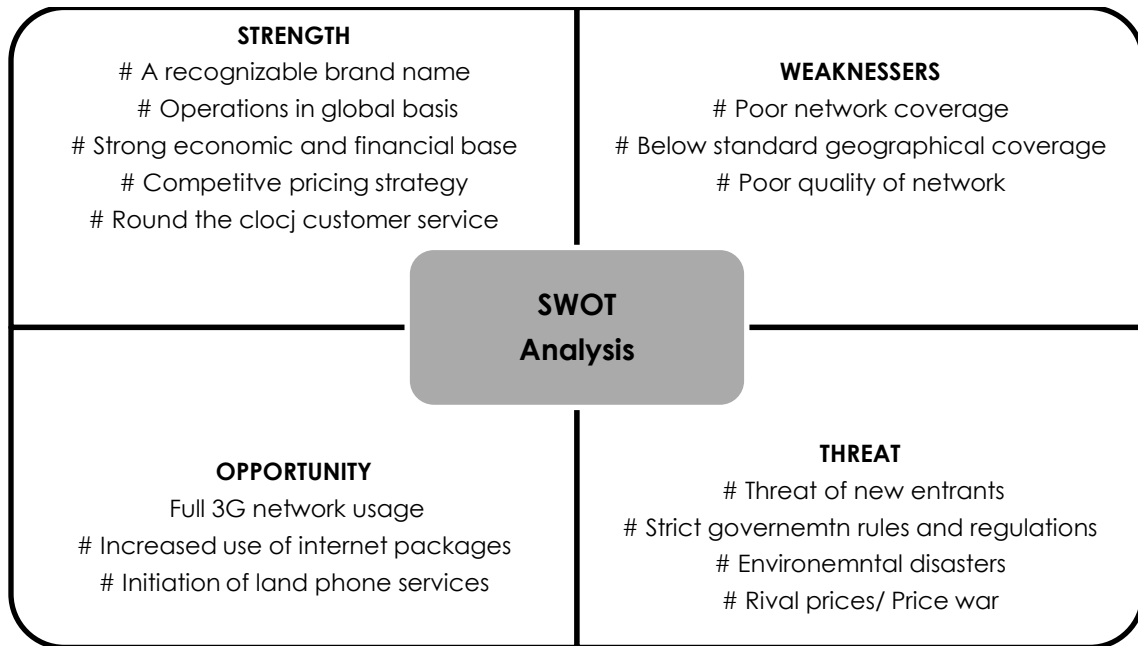 STRENGTH
# A recognizable brand name
# Operations in global basis
# Strong economic and financial base
# Competitve pricing strategy
# Round the clocj customer service
WEAKNESSERS
# Poor network coverage
# Below standard geographical coverage
# Poor quality of network
SWOT
Analysis
OPPORTUNITY
Full 3G network usage
# Increased use of internet packages
# Initiation of land phone services
THREAT
# Threat of new entrants
# Strict governemtn rules and regulations
# Environemntal disasters
# Rival prices/ Price war